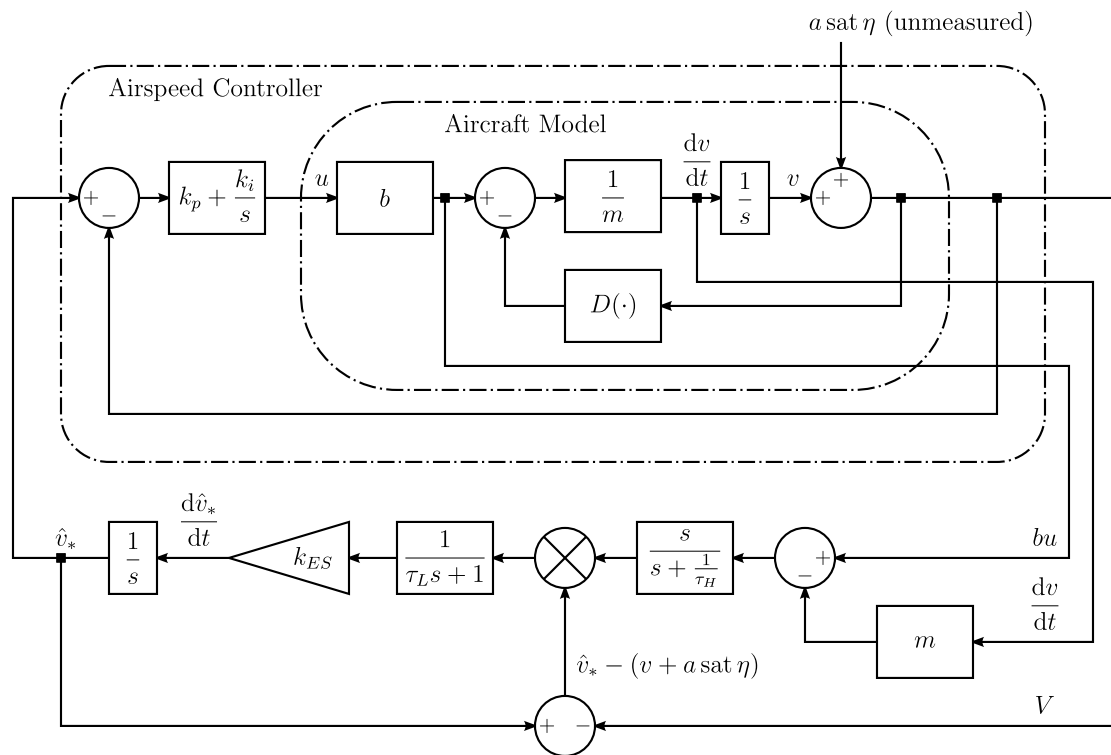 a sat η (unmeasured)
Airspeed Controller
Aircraft Model
+
−
k_p + k_i/s
u
b
+
−
1/m
dv/dt
1/s
v
+
+
D(·)
v̂_*
1/s
dv̂_*/dt
k_ES
1/(τ_L s + 1)
s/(s + 1/τ_H)
+
−
bu
m
dv/dt
v̂_* − (v + a sat η)
+
−
V